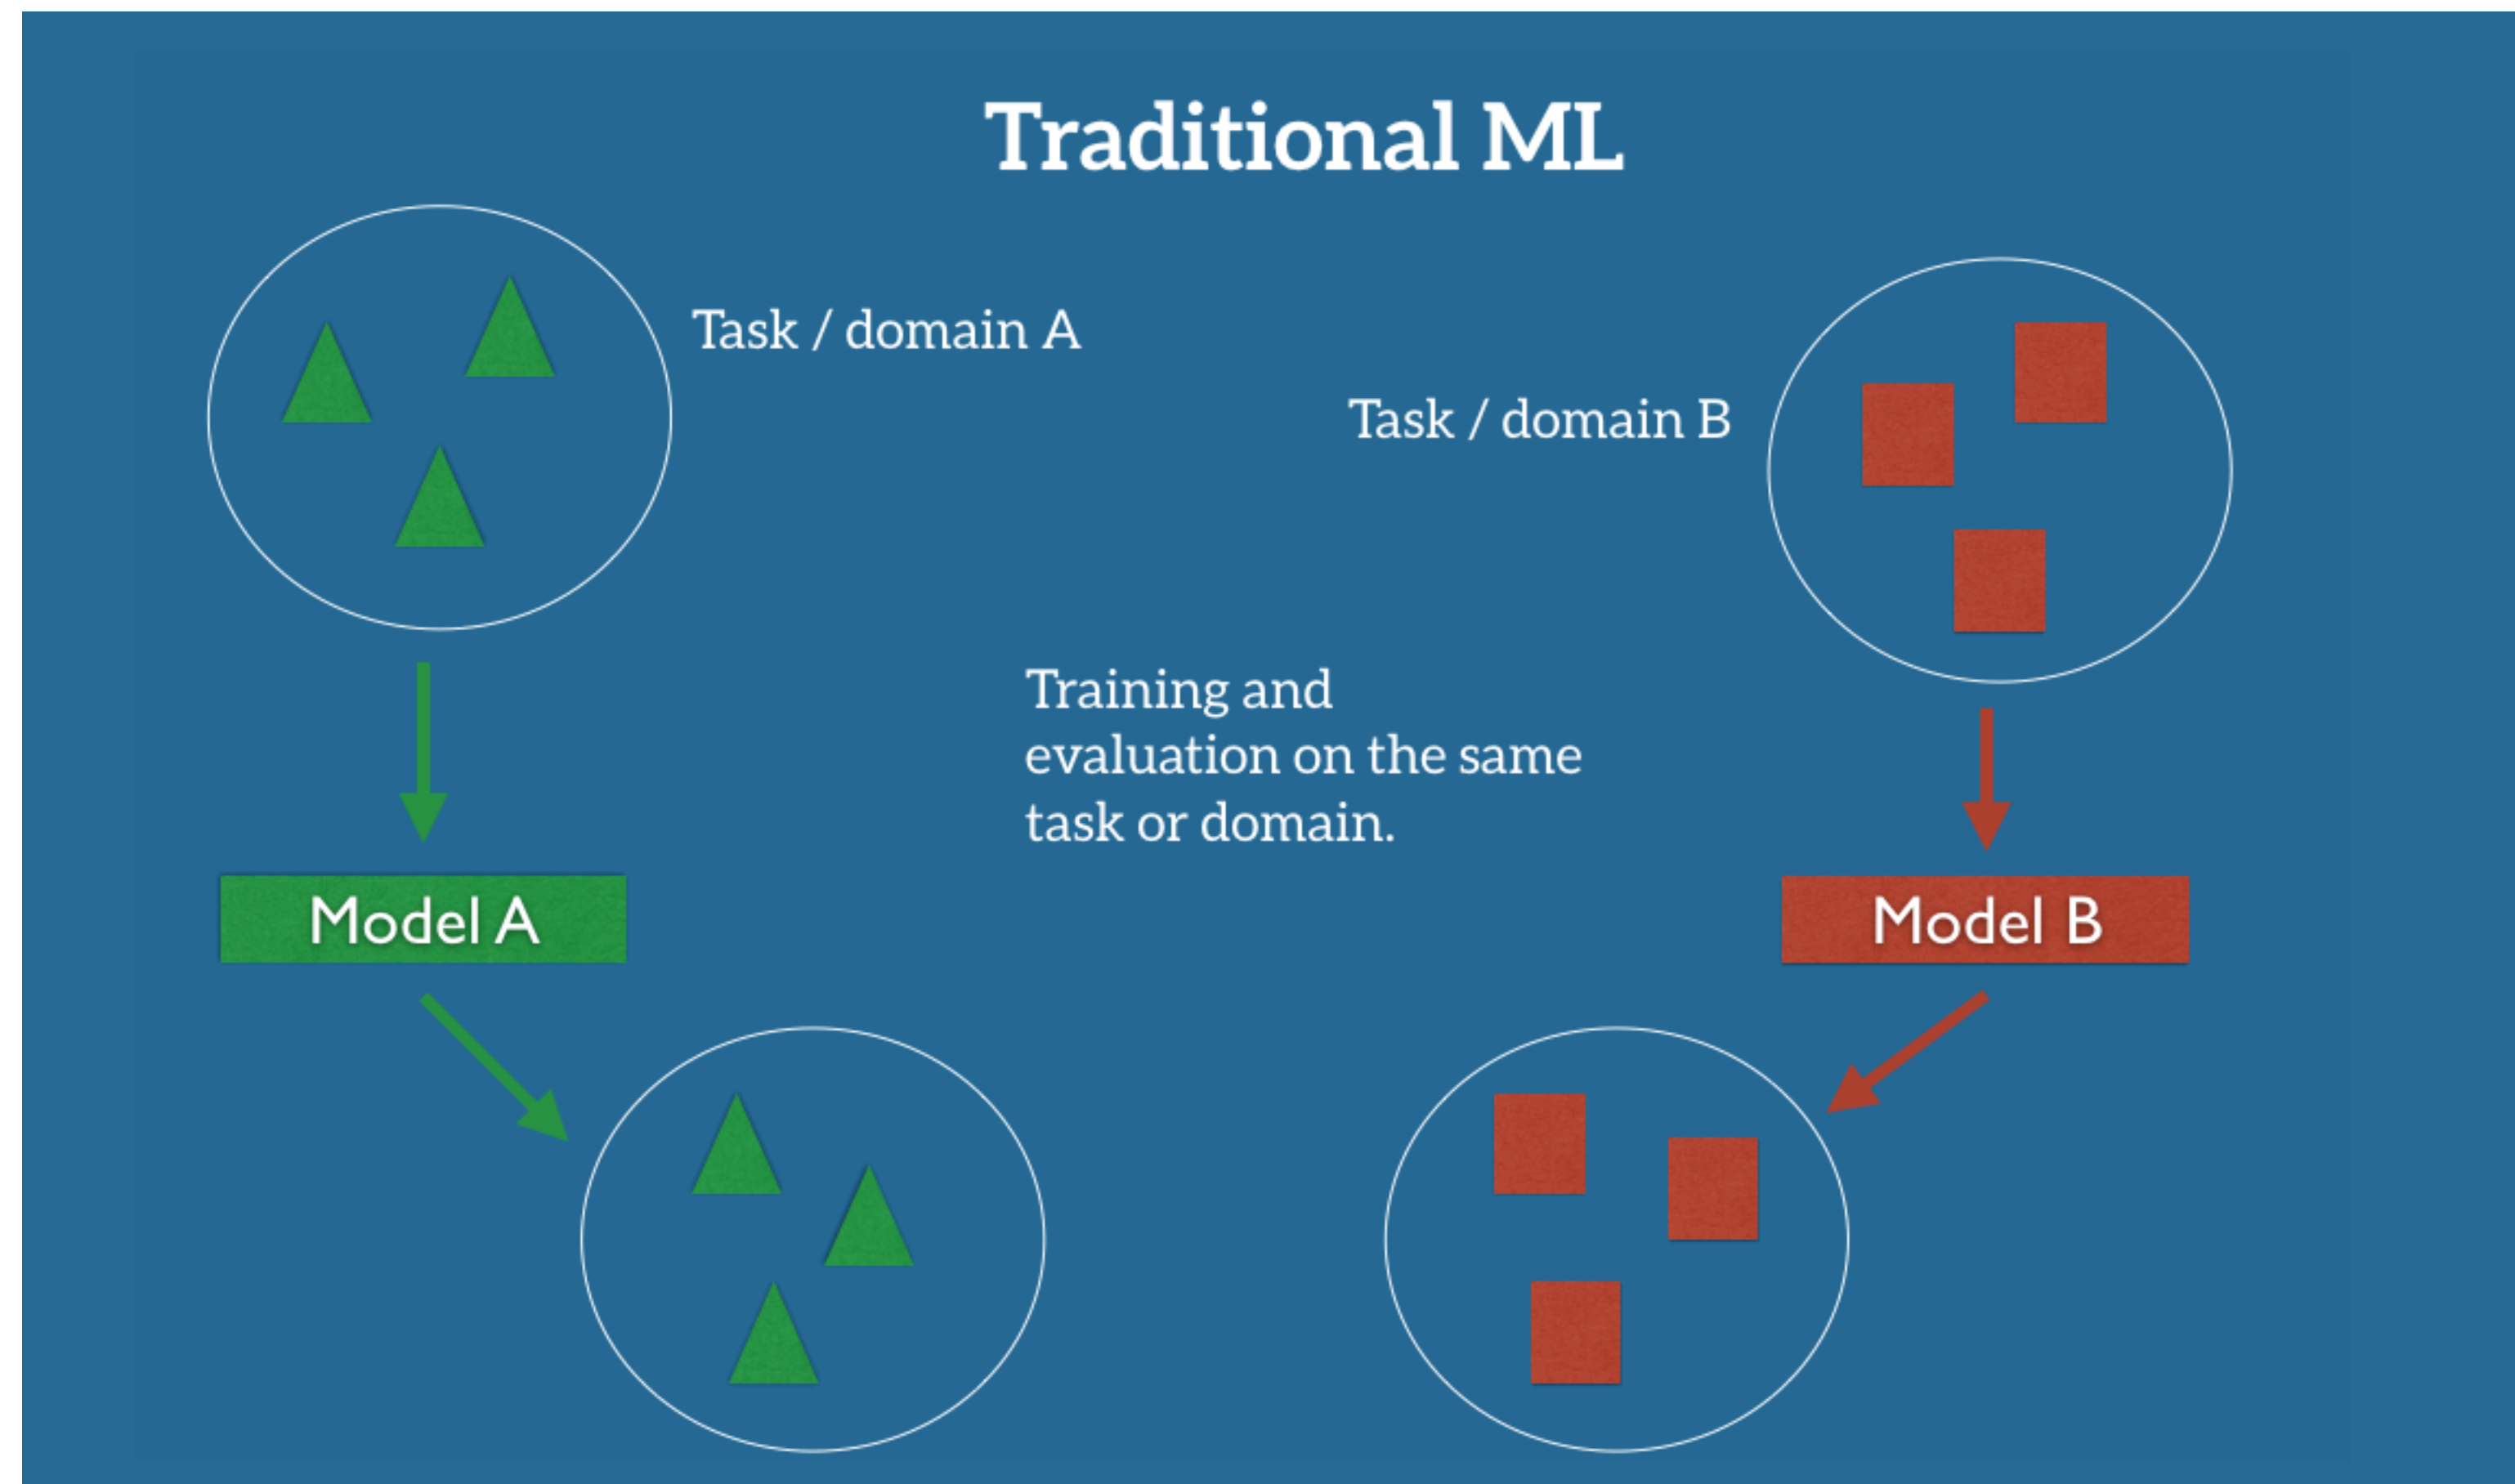 Traditional ML
Task / domain A
Task / domain B
Training and
evaluation on the same
task or domain.
Model A
Model B